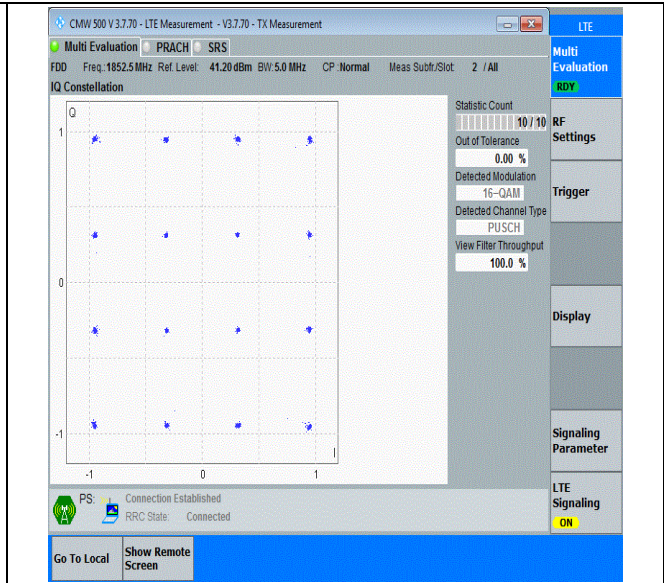 CMW 500 V 3.7.70 - LTE Measurement - V3.7.70 - TX Measurement
LTE
Multi Evaluation PRACH SRS
FDD Freq.:1852.5 MHz Ref. Level: 41.20 dBm BW:5.0 MHz CP :Normal Meas Subfr./Slot: 2 / All
IQ Constellation
Multi
Evaluation
RDY
Q
1
0
-1
-1 0 1
I
Statistic Count
10 / 10
Out of Tolerance
0.00 %
Detected Modulation
16-QAM
Detected Channel Type
PUSCH
View Filter Throughput
100.0 %
RF
Settings
Trigger
Display
Signaling
Parameter
LTE
Signaling
ON
PS: Connection Established
RRC State: Connected
Go To Local
Show Remote
Screen